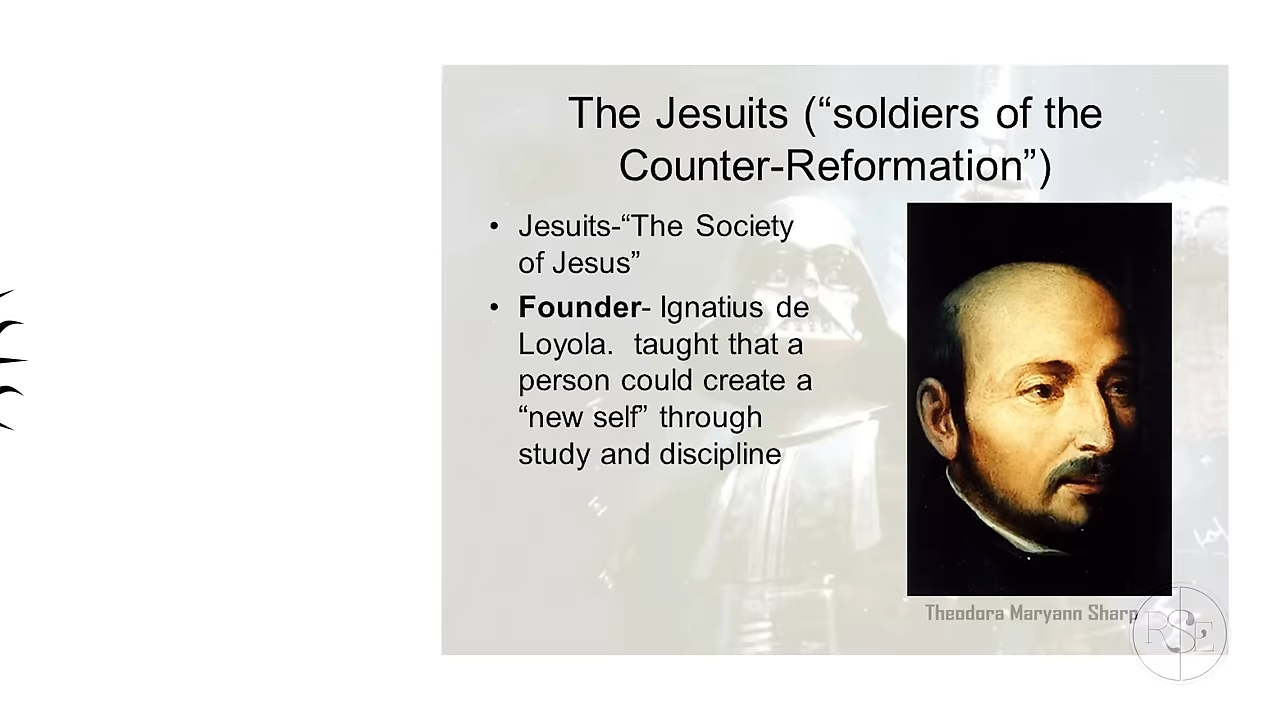 The Jesuits (“soldiers of the
Counter-Reformation”)
• Jesuits-“The Society
of Jesus”
• Founder- Ignatius de
Loyola.  taught that a
person could create a
“new self” through
study and discipline
Theodora Maryann Sharp
RSE